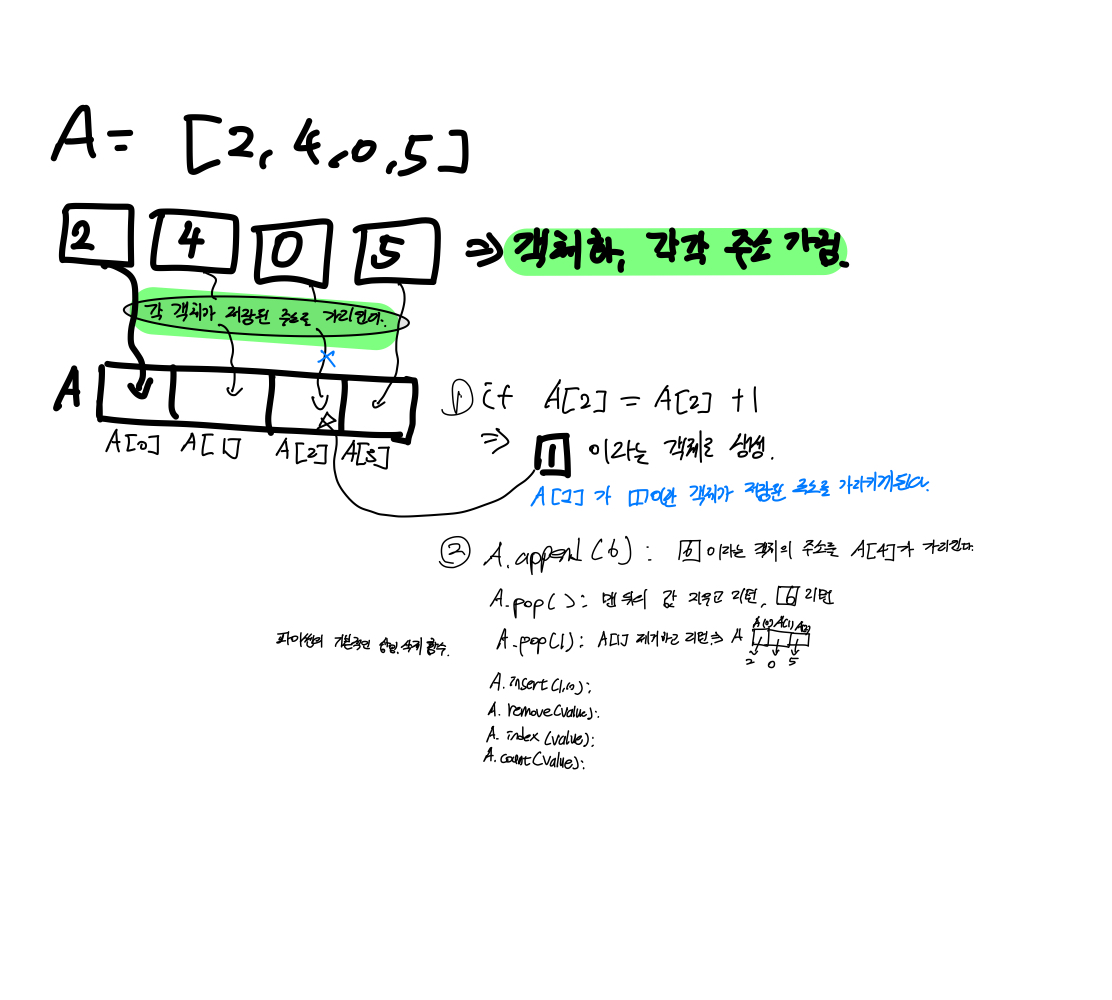 A = [2, 4, 0, 5]
2 4 0 5 ⇒ 객체화, 각각 주소 가짐.
각 객체가 저장된 주소를 가리킨다.
A
A[0] A[1] A[2] A[3]
① if A[2] = A[2] +1
⇒ 1 이라는 객체로 생성.
A[2]가 1이란 객체가 저장된 주소를 가리키게된다.
② A.append(6): 6 이라는 객체의 주소를 A[4]가 가리킨다.
A.pop(): 맨 뒤의 값 지우고 리턴, 6 리턴
A.pop(1): A[1] 제거하고 리턴 ⇒ A A[0] A[1] A[2]
2 0 5
파이썬의 기본적인 삽입, 삭제 함수.
A.insert(1,10):
A.remove(value):
A.index(value):
A.count(value):